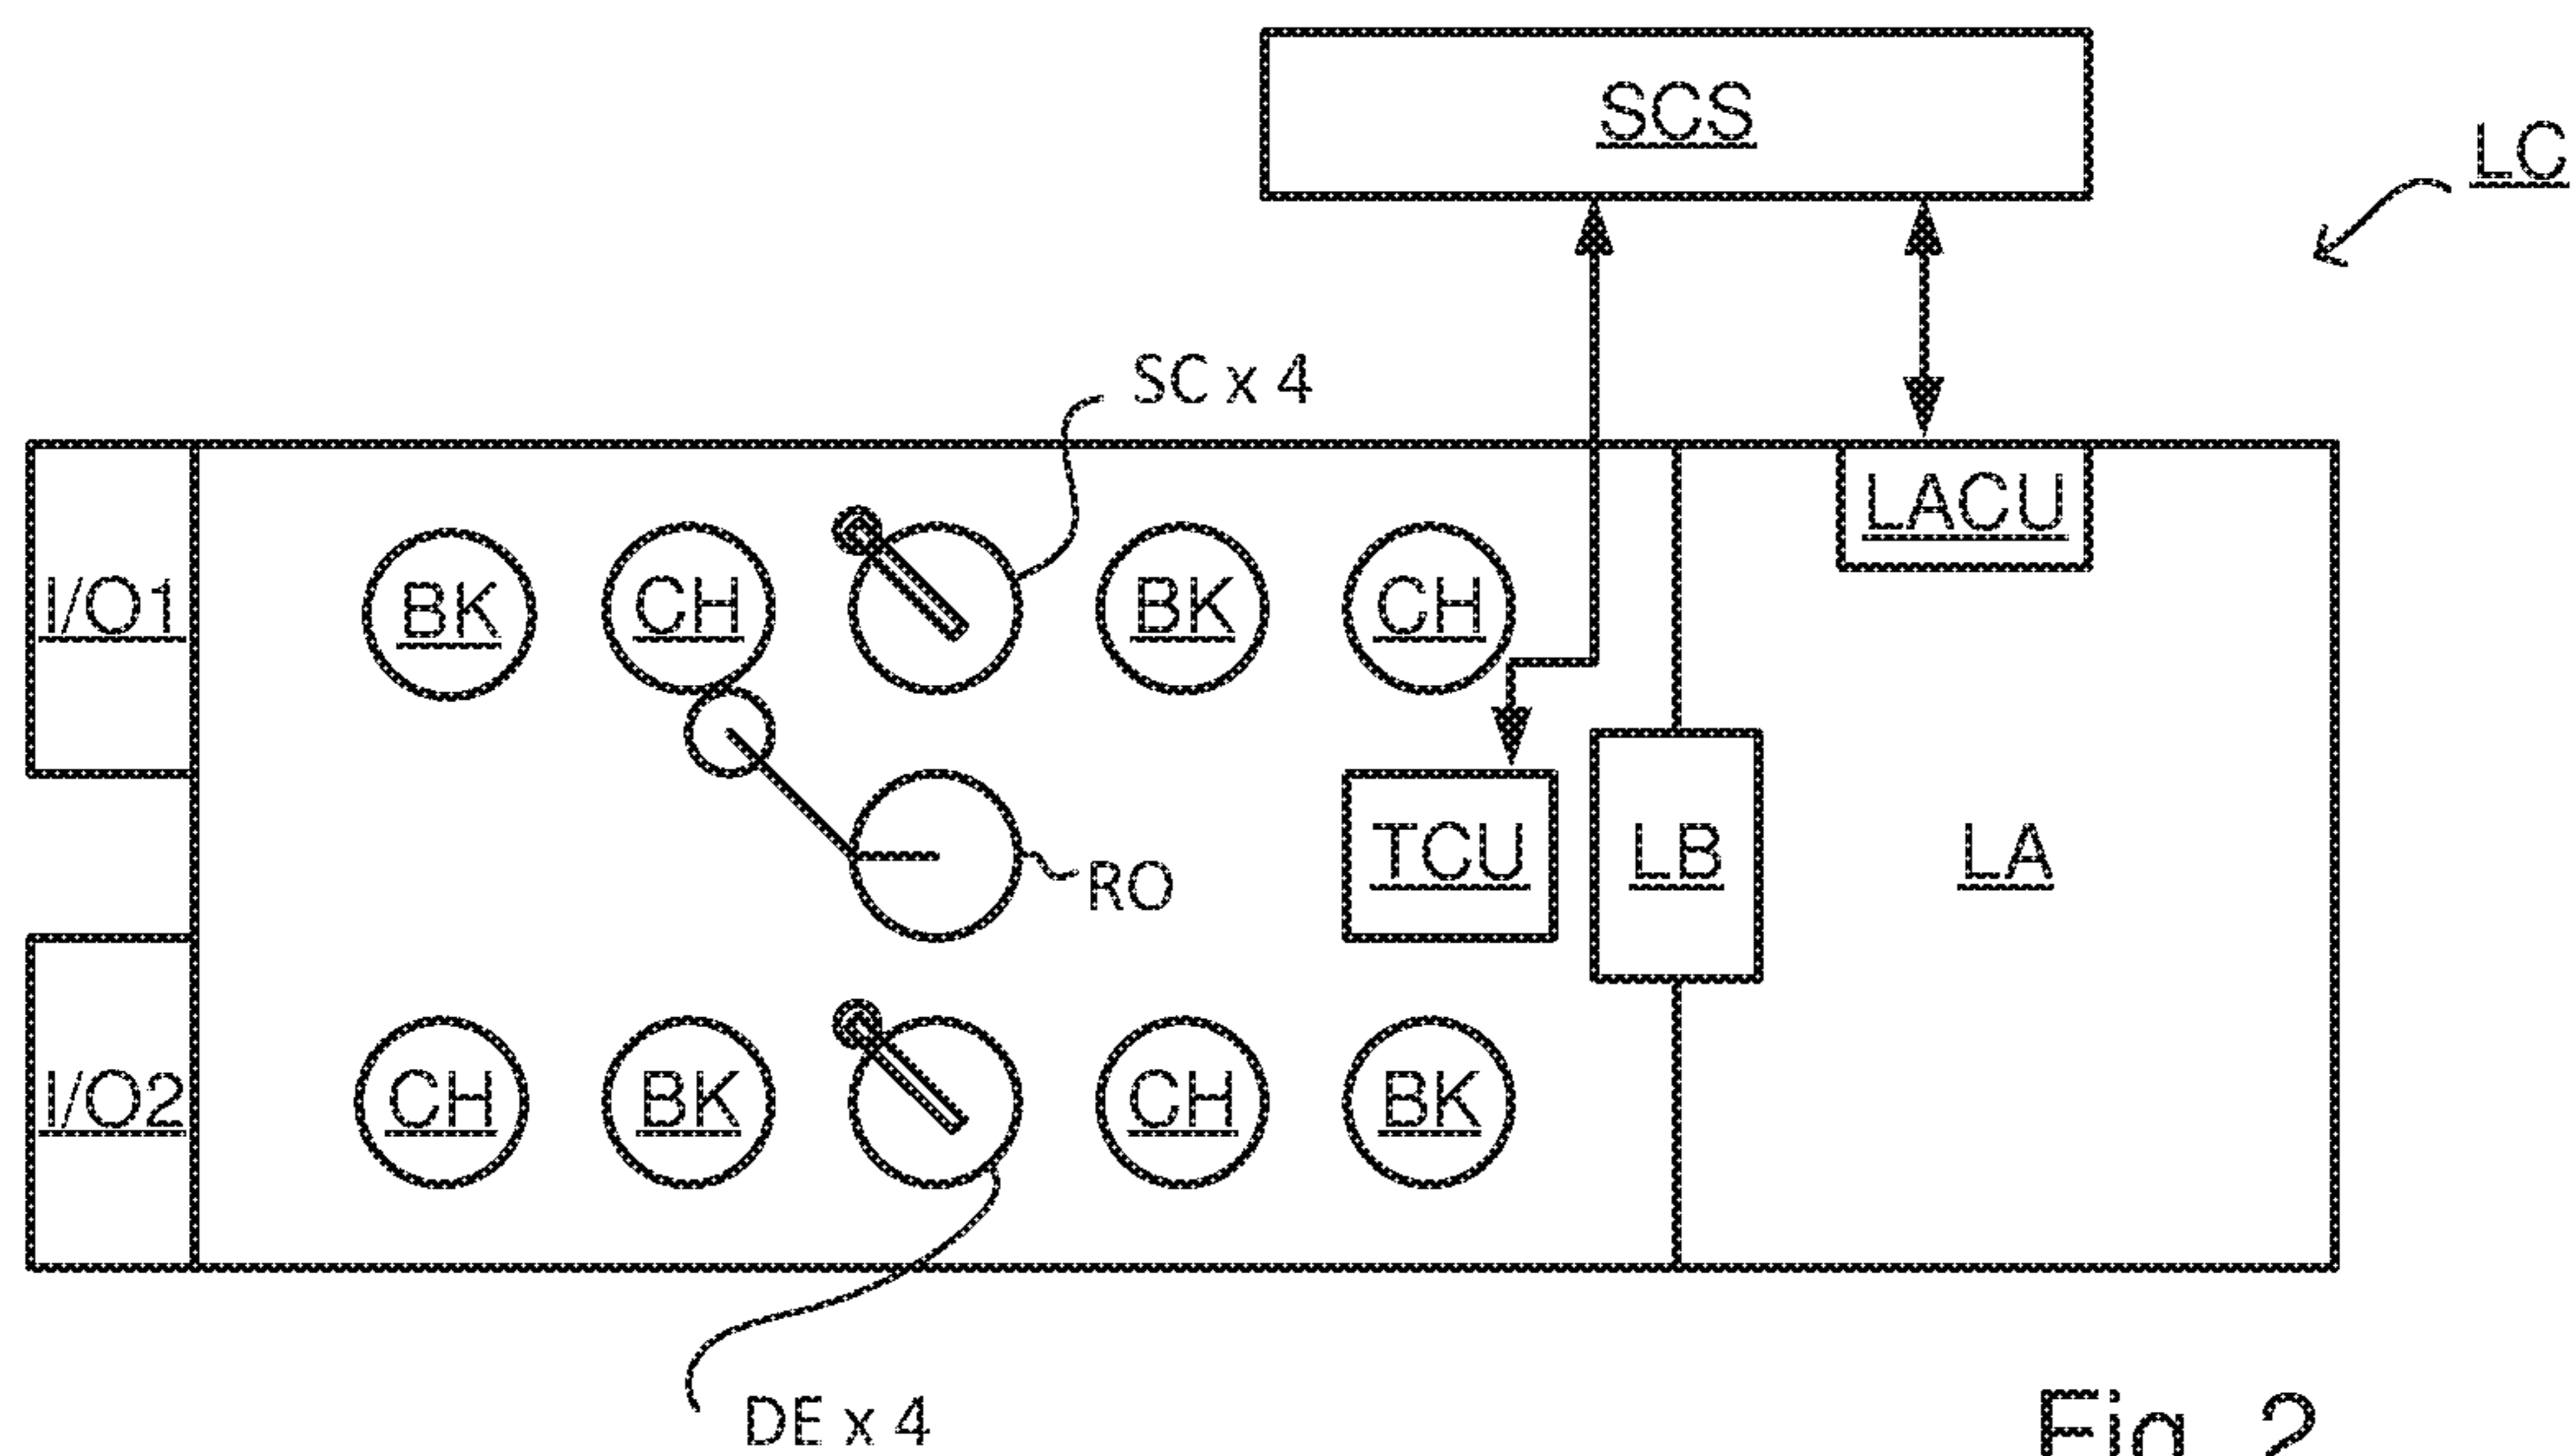 SCS
LC
SC x 4
LACU
I/O1
BK
CH
BK
CH
TCU
LB
LA
RO
I/O2
CH
BK
CH
BK
DE x 4
Fig. 2